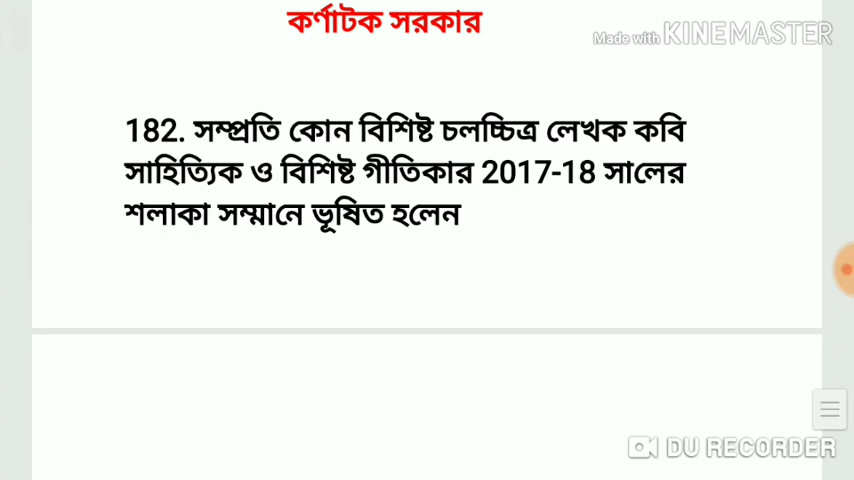 কর্ণাটক সরকার
Made with KINEMASTER
182. সম্প্রতি কোন বিশিষ্ট চলচ্চিত্র লেখক কবি
সাহিত্যিক ও বিশিষ্ট গীতিকার 2017-18 সালের
শলাকা সম্মানে ভূষিত হলেন
DU RECORDER